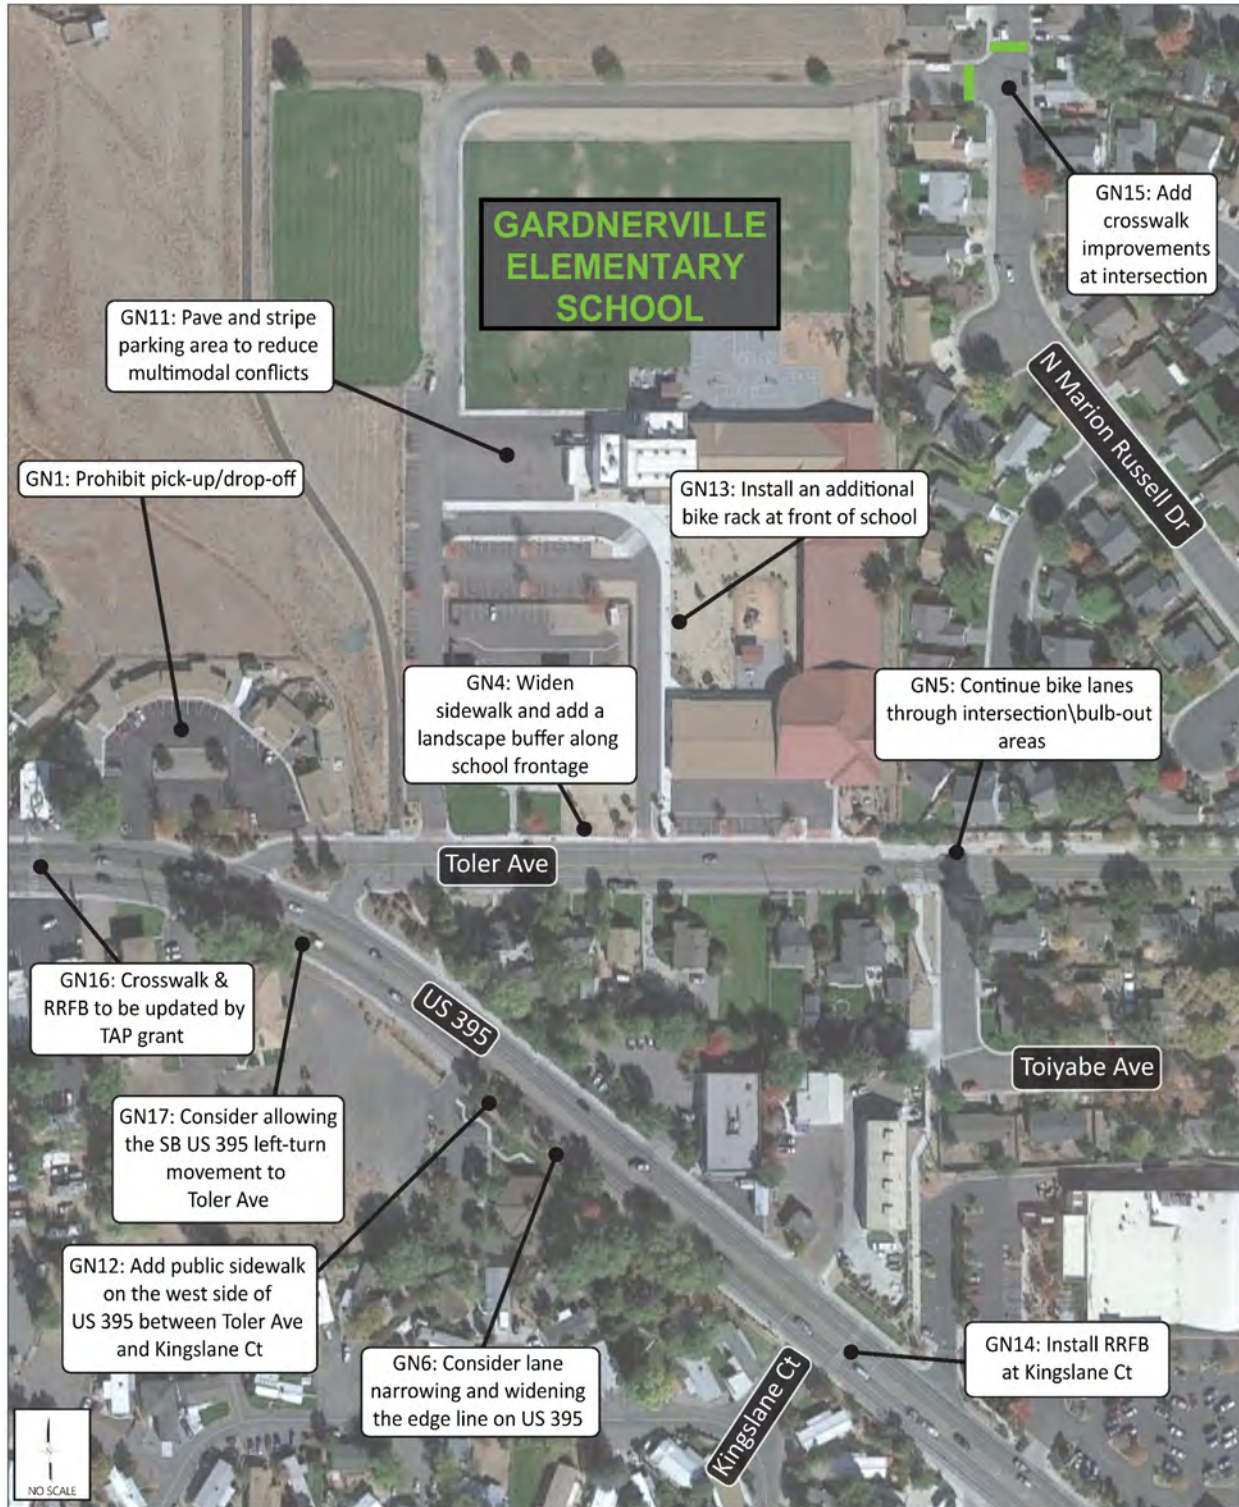 GARDNERVILLE
ELEMENTARY
SCHOOL
GN15: Add
crosswalk
improvements
at intersection
GN11: Pave and stripe
parking area to reduce
multimodal conflicts
N Marion Russell Dr
GN1: Prohibit pick-up/drop-off
GN13: Install an additional
bike rack at front of school
GN4: Widen
sidewalk and add a
landscape buffer along
school frontage
GN5: Continue bike lanes
through intersection\bulb-out
areas
Toler Ave
GN16: Crosswalk &
RRFB to be updated by
TAP grant
US 395
Toiyabe Ave
GN17: Consider allowing
the SB US 395 left-turn
movement to
Toler Ave
GN12: Add public sidewalk
on the west side of
US 395 between Toler Ave
and Kingslane Ct
GN6: Consider lane
narrowing and widening
the edge line on US 395
Kingslane Ct
GN14: Install RRFB
at Kingslane Ct
N
NO SCALE